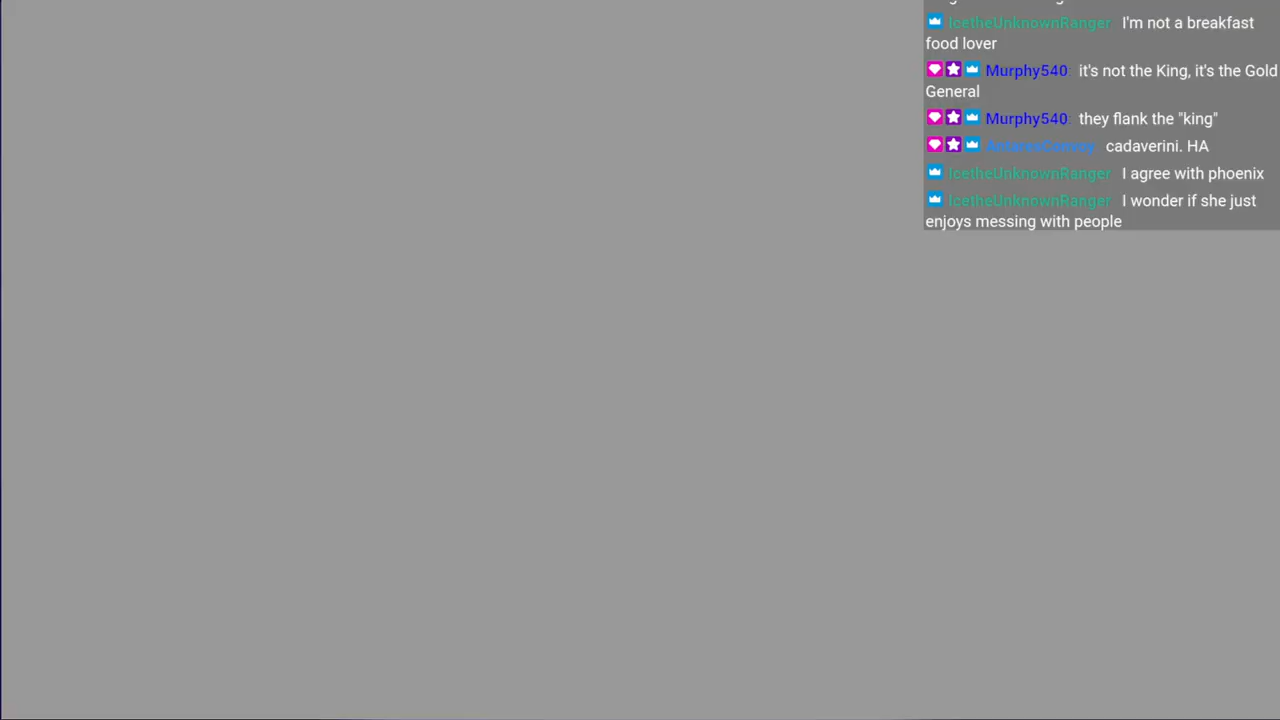 IcetheUnknownRanger: I'm not a breakfast
food lover
Murphy540: it's not the King, it's the Gold
General
Murphy540: they flank the "king"
cadaverini. HA
IcetheUnknownRanger: I agree with phoenix
IcetheUnknownRanger: I wonder if she just
enjoys messing with people